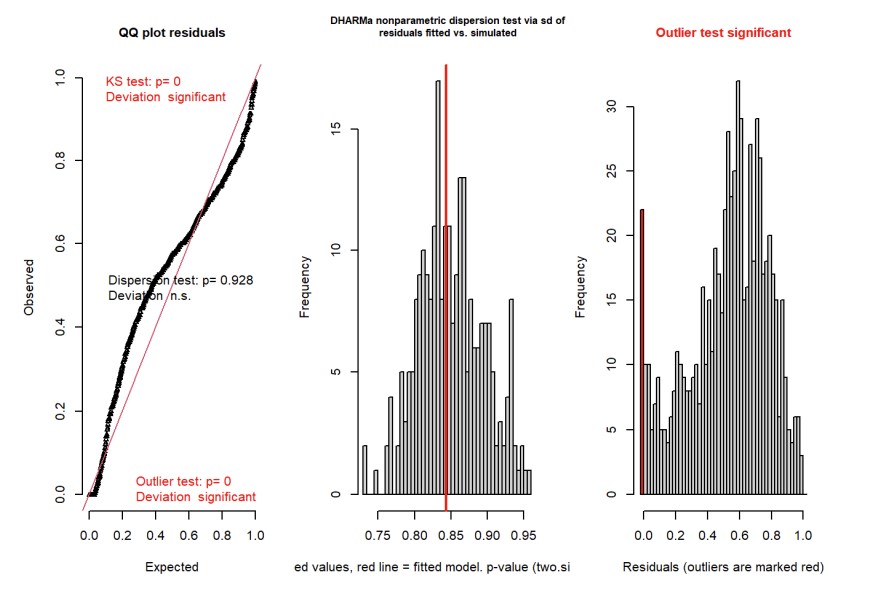 QQ plot residuals
KS test: p= 0
Deviation significant
Dispersion test: p= 0.928
Deviation n.s.
Outlier test: p= 0
Deviation significant
Observed
0.0 0.2 0.4 0.6 0.8 1.0
0.0 0.2 0.4 0.6 0.8 1.0
Expected
DHARMa nonparametric dispersion test via sd of
residuals fitted vs. simulated
Frequency
0 5 10 15
0.75 0.80 0.85 0.90 0.95
ed values, red line = fitted model. p-value (two.si
Outlier test significant
Frequency
0 5 10 15 20 25 30
0.0 0.2 0.4 0.6 0.8 1.0
Residuals (outliers are marked red)